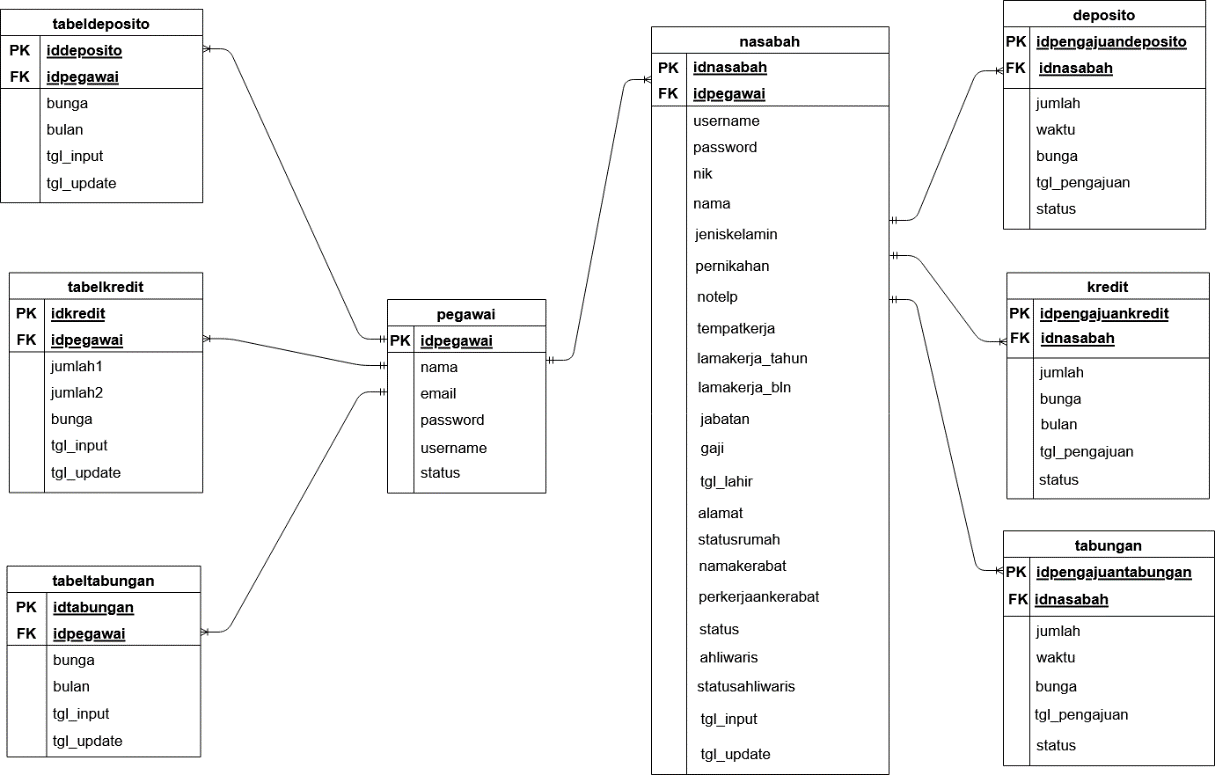 tabeldeposito
PK iddeposito
FK idpegawai
bunga
bulan
tgl_input
tgl_update
tabelkredit
PK idkredit
FK idpegawai
jumlah1
jumlah2
bunga
tgl_input
tgl_update
tabeltabungan
PK idtabungan
FK idpegawai
bunga
bulan
tgl_input
tgl_update
pegawai
PK idpegawai
nama
email
password
username
status
nasabah
PK idnasabah
FK idpegawai
username
password
nik
nama
jeniskelamin
pernikahan
notelp
tempatkerja
lamakerja_tahun
lamakerja_bln
jabatan
gaji
tgl_lahir
alamat
statusrumah
namakerabat
perkerjaankerabat
status
ahliwaris
statusahliwaris
tgl_input
tgl_update
deposito
PK idpengajuandeposito
FK idnasabah
jumlah
waktu
bunga
tgl_pengajuan
status
kredit
PK idpengajuankredit
FK idnasabah
jumlah
bunga
bulan
tgl_pengajuan
status
tabungan
PK idpengajuantabungan
FK idnasabah
jumlah
waktu
bunga
tgl_pengajuan
status